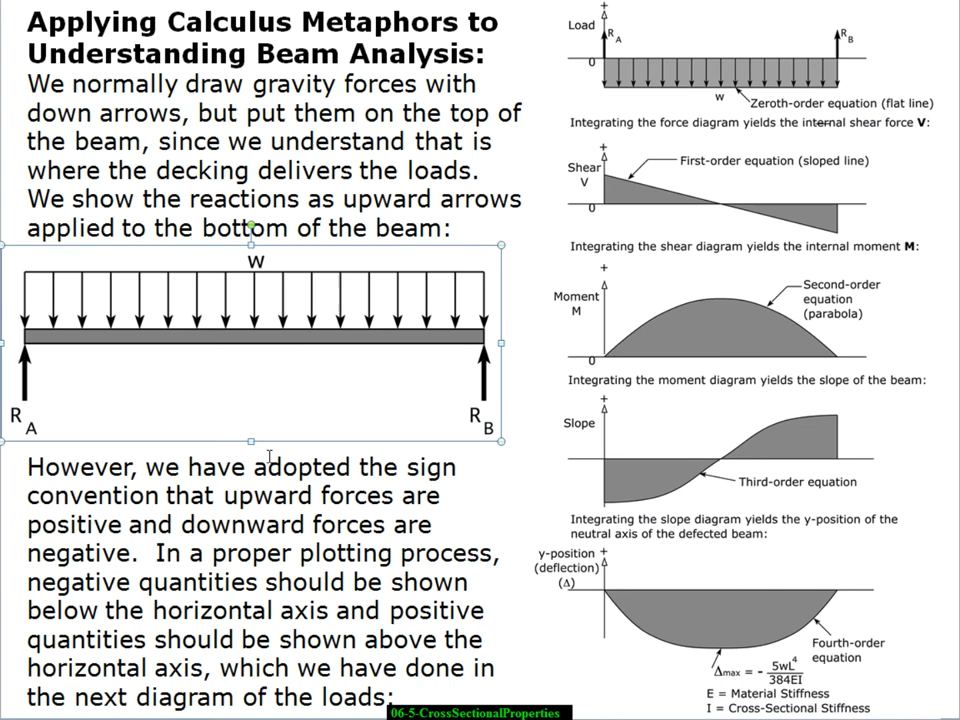 Applying Calculus Metaphors to
Understanding Beam Analysis:
We normally draw gravity forces with
down arrows, but put them on the top of
the beam, since we understand that is
where the decking delivers the loads.
We show the reactions as upward arrows
applied to the bottom of the beam:
w
R A
R B
However, we have adopted the sign
convention that upward forces are
positive and downward forces are
negative.  In a proper plotting process,
negative quantities should be shown
below the horizontal axis and positive
quantities should be shown above the
horizontal axis, which we have done in
the next diagram of the loads:
+
Load
R A
R B
0
w
Zeroth-order equation (flat line)
Integrating the force diagram yields the internal shear force V:
+
Shear
V
First-order equation (sloped line)
0
Integrating the shear diagram yields the internal moment M:
+
Moment
M
Second-order
equation
(parabola)
0
Integrating the moment diagram yields the slope of the beam:
+
Slope
Third-order equation
Integrating the slope diagram yields the y-position of the
neutral axis of the defected beam:
y-position +
(deflection)
(Δ)
Fourth-order
equation
Δmax = - 5wL⁴ / 384EI
E = Material Stiffness
I = Cross-Sectional Stiffness
06-5-CrossSectionalProperties